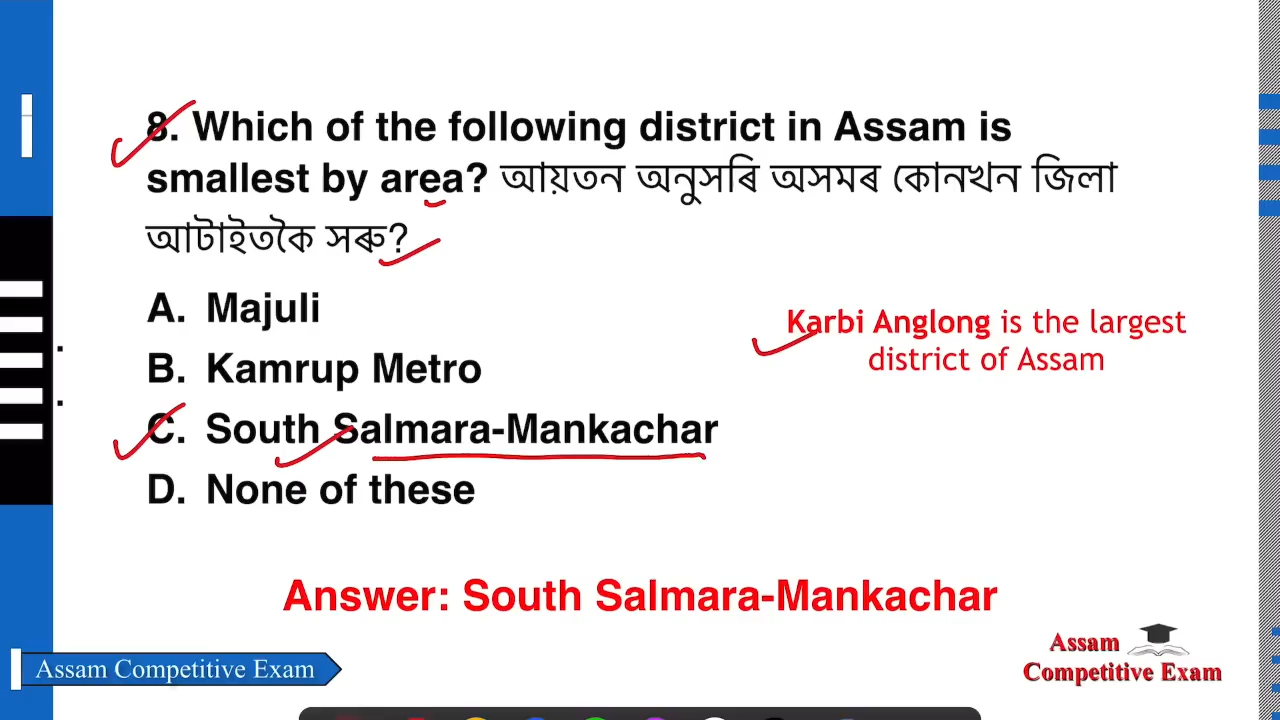 8. Which of the following district in Assam is
smallest by area? আয়তন অনুসৰি অসমৰ কোনখন জিলা
আটাইতকৈ সৰু?
A. Majuli
B. Kamrup Metro
C. South Salmara-Mankachar
D. None of these
Karbi Anglong is the largest
district of Assam
Answer: South Salmara-Mankachar
Assam Competitive Exam
Assam
Competitive Exam